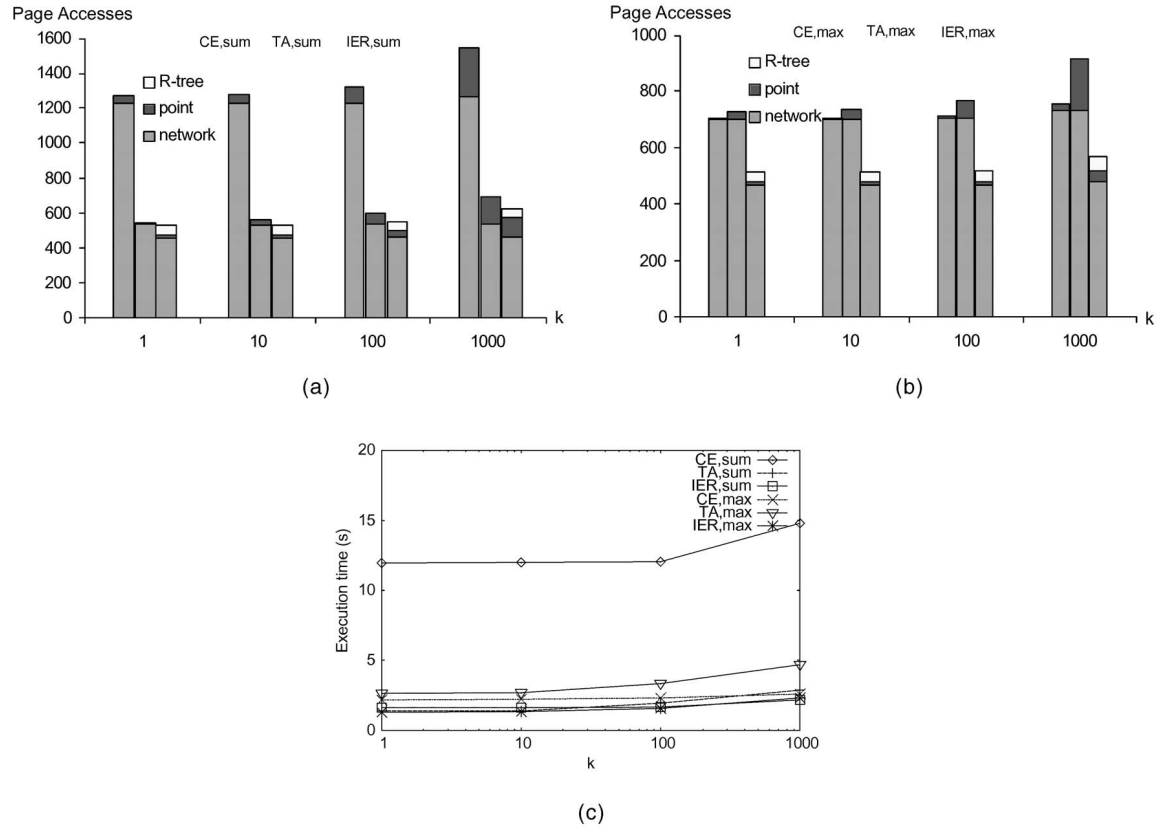 Page Accesses
1600
1400
1200
1000
800
600
400
200
0
CE,sum TA,sum IER,sum
R-tree
point
network
1 10 100 1000 k
(a)
Page Accesses
1000
800
600
400
200
0
CE,max TA,max IER,max
R-tree
point
network
1 10 100 1000 k
(b)
Execution time (s)
20
15
10
5
0
CE,sum
TA,sum
IER,sum
CE,max
TA,max
IER,max
1 10 100 1000
k
(c)